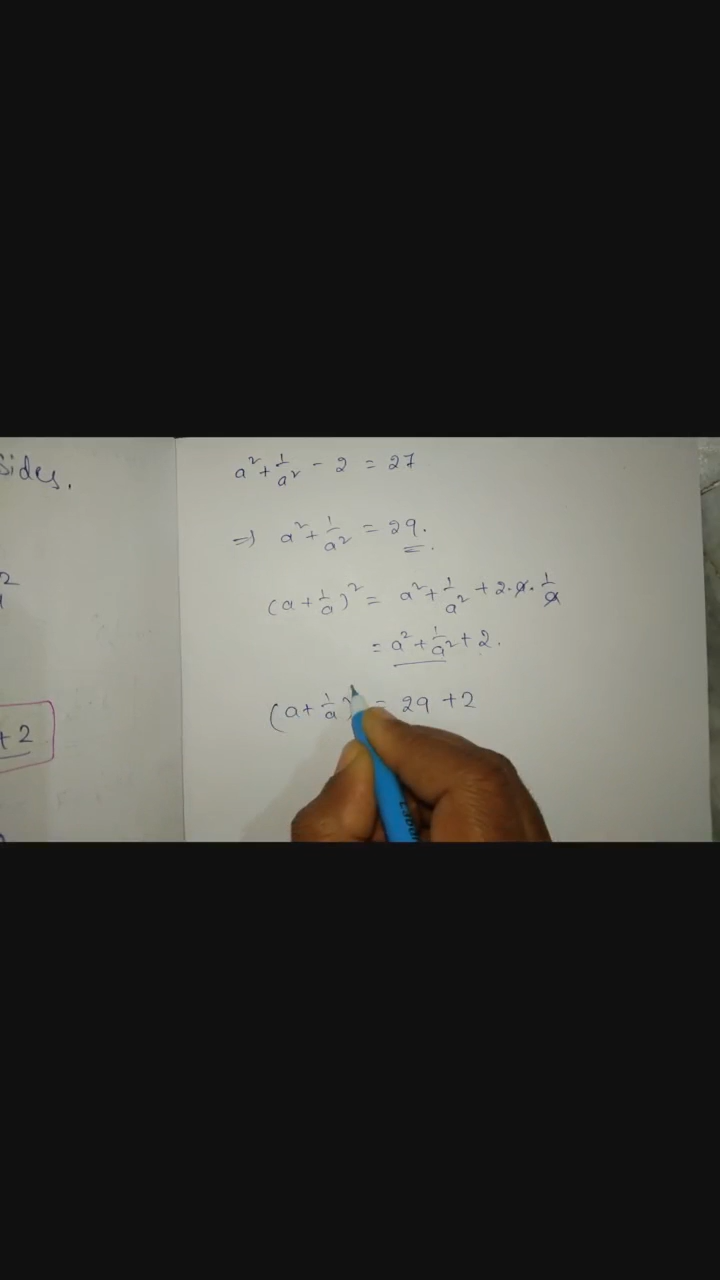 sides.
a² + 1/a² - 2 = 27
⇒ a² + 1/a² = 29.
(a + 1/a)² = a² + 1/a² + 2·a·1/a
= a² + 1/a² + 2.
+ 2
(a + 1/a) = 29 + 2